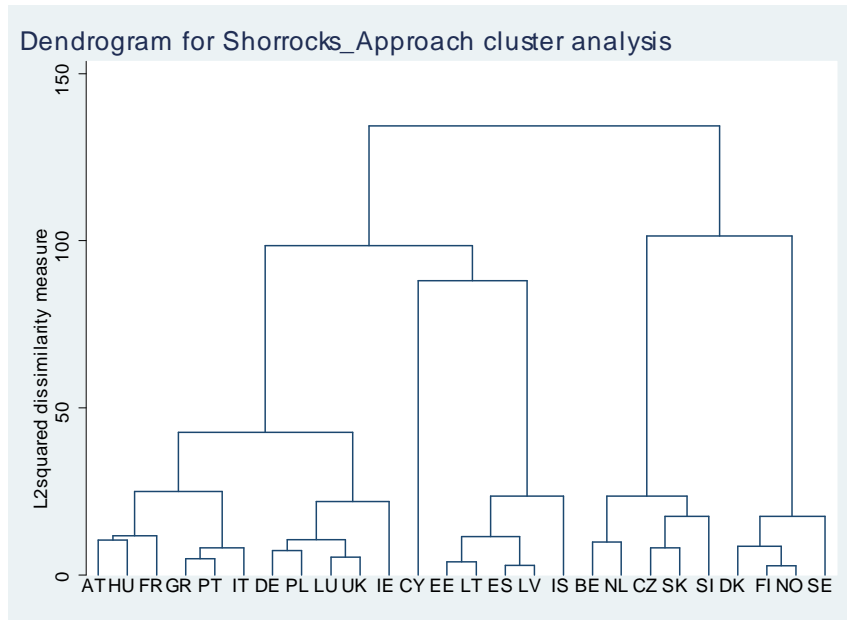 Dendrogram for Shorrocks_Approach cluster analysis
150
100
50
0
L2squared dissimilarity measure
AT HU FR GR PT IT DE PL LU UK IE CY EE LT ES LV IS BE NL CZ SK SI DK FI NO SE